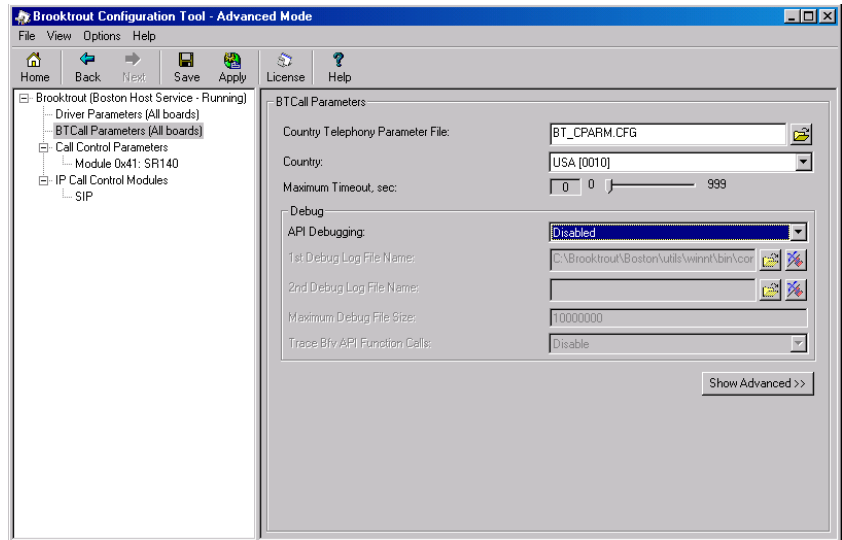 Brooktrout Configuration Tool - Advanced Mode
File View Options Help
Home Back Next Save Apply License Help
Brooktrout (Boston Host Service - Running)
Driver Parameters (All boards)
BTCall Parameters (All boards)
Call Control Parameters
Module 0x41: SR140
IP Call Control Modules
SIP
BTCall Parameters
Country Telephony Parameter File: BT_CPARM.CFG
Country: USA [0010]
Maximum Timeout, sec: 0 0 999
Debug
API Debugging: Disabled
1st Debug Log File Name: C:\Brooktrout\Boston\utils\winnt\bin\cor
2nd Debug Log File Name:
Maximum Debug File Size: 10000000
Trace Bfv API Function Calls: Disable
Show Advanced >>